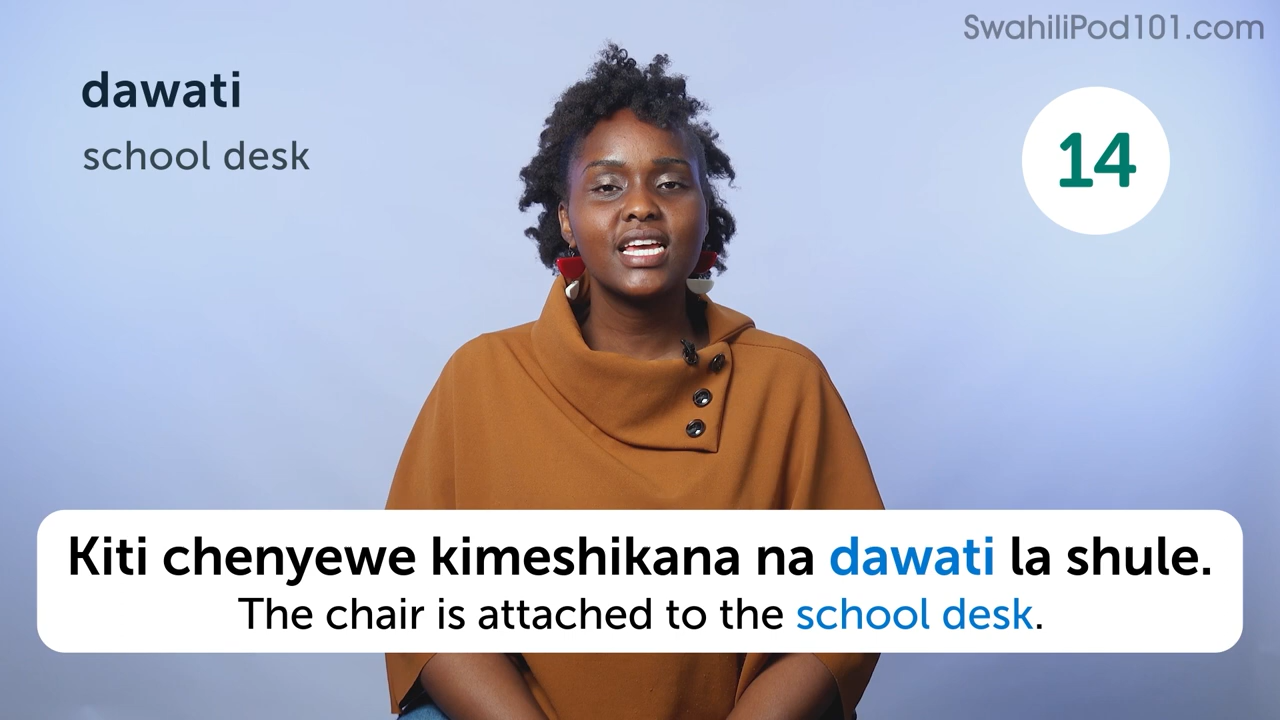 SwahiliPod101.com
dawati
school desk
14
Kiti chenyewe kimeshikana na dawati la shule.
The chair is attached to the school desk.